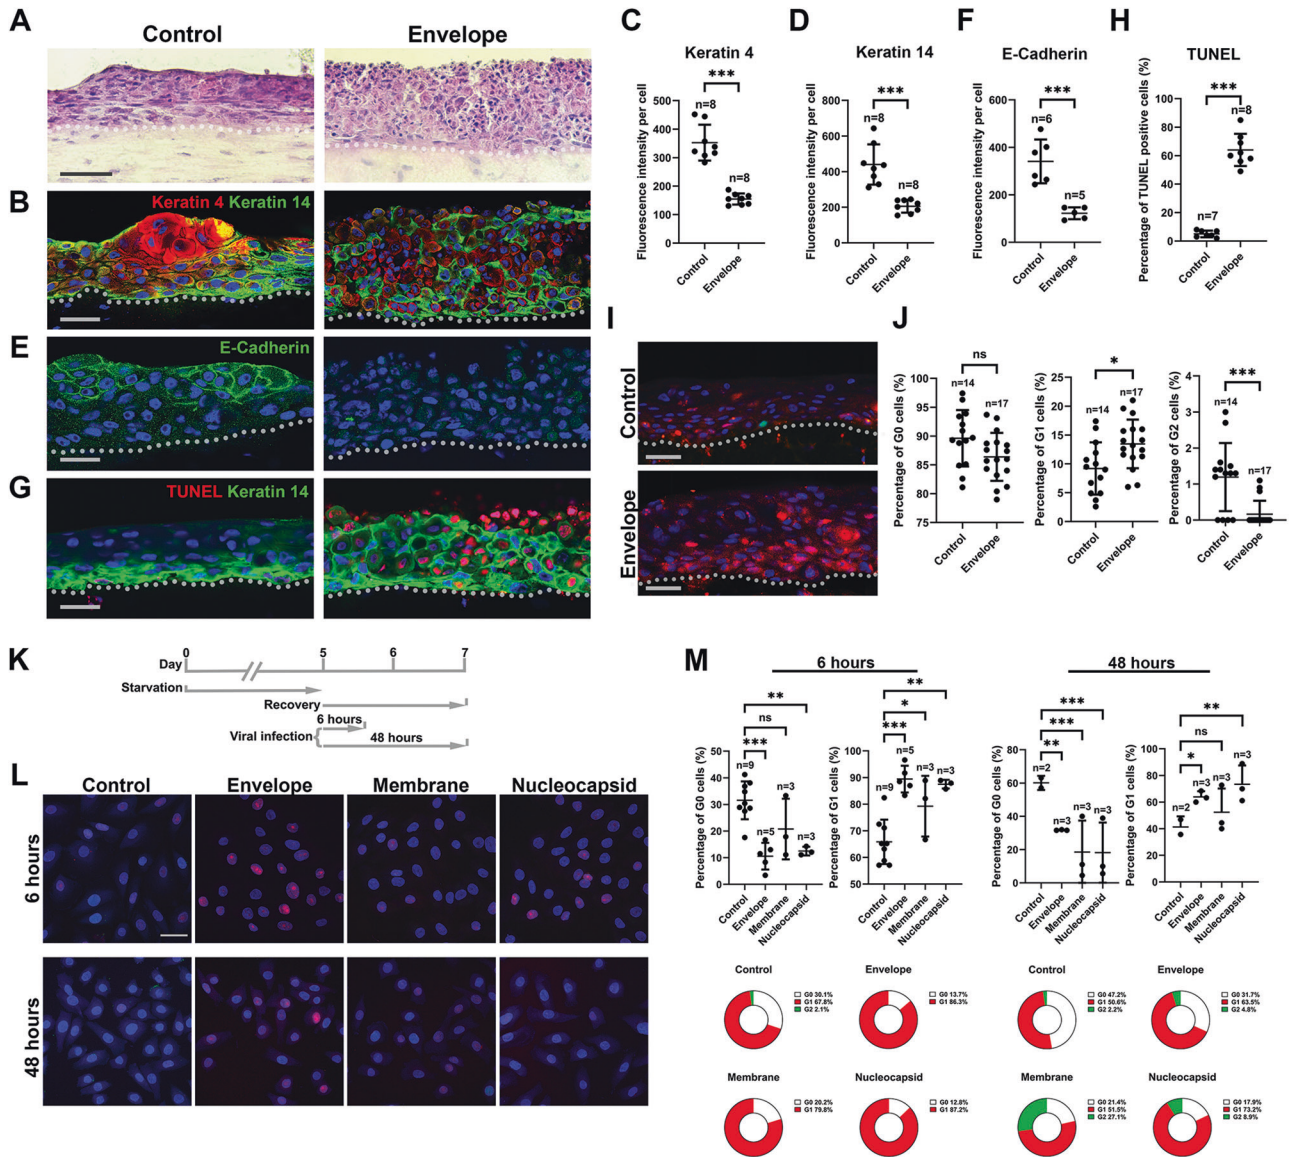 A
Control
Envelope
B
Keratin 4 Keratin 14
E
E-Cadherin
G
TUNEL Keratin 14
C
Keratin 4
***
Fluorescence intensity per cell
500
400
300
200
100
0
n=8
n=8
Control
Envelope
D
Keratin 14
***
Fluorescence intensity per cell
800
600
400
200
0
n=8
n=8
Control
Envelope
F
E-Cadherin
***
Fluorescence intensity per cell
600
400
200
0
n=6
n=5
Control
Envelope
H
TUNEL
***
Percentage of TUNEL positive cells (%)
100
80
60
40
20
0
n=7
n=8
Control
Envelope
I
Control
Envelope
J
ns
Percentage of G0 cells (%)
100
95
90
85
80
75
n=14
n=17
Control
Envelope
*
Percentage of G1 cells (%)
25
20
15
10
5
0
n=14
n=17
Control
Envelope
***
Percentage of G2 cells (%)
4
3
2
1
0
n=14
n=17
Control
Envelope
K
Day
0
5
6
7
Starvation
Recovery
6 hours
Viral infection
48 hours
L
Control
Envelope
Membrane
Nucleocapsid
6 hours
48 hours
M
6 hours
48 hours
**
ns
***
Percentage of G0 cells (%)
50
40
30
20
10
0
n=9
n=5
n=3
n=3
Control
Envelope
Membrane
Nucleocapsid
**
*
***
Percentage of G1 cells (%)
100
90
80
70
60
50
n=9
n=5
n=3
n=3
Control
Envelope
Membrane
Nucleocapsid
***
***
**
Percentage of G0 cells (%)
80
60
40
20
0
n=2
n=3
n=3
n=3
Control
Envelope
Membrane
Nucleocapsid
**
ns
*
Percentage of G1 cells (%)
100
80
60
40
20
0
n=2
n=3
n=3
n=3
Control
Envelope
Membrane
Nucleocapsid
Control
G0 30.1%
G1 67.8%
G2 2.1%
Envelope
G0 13.7%
G1 86.3%
Control
G0 47.2%
G1 50.6%
G2 2.2%
Envelope
G0 31.7%
G1 63.5%
G2 4.8%
Membrane
G0 20.2%
G1 79.8%
Nucleocapsid
G0 12.8%
G1 87.2%
Membrane
G0 21.4%
G1 51.5%
G2 27.1%
Nucleocapsid
G0 17.9%
G1 73.2%
G2 8.9%